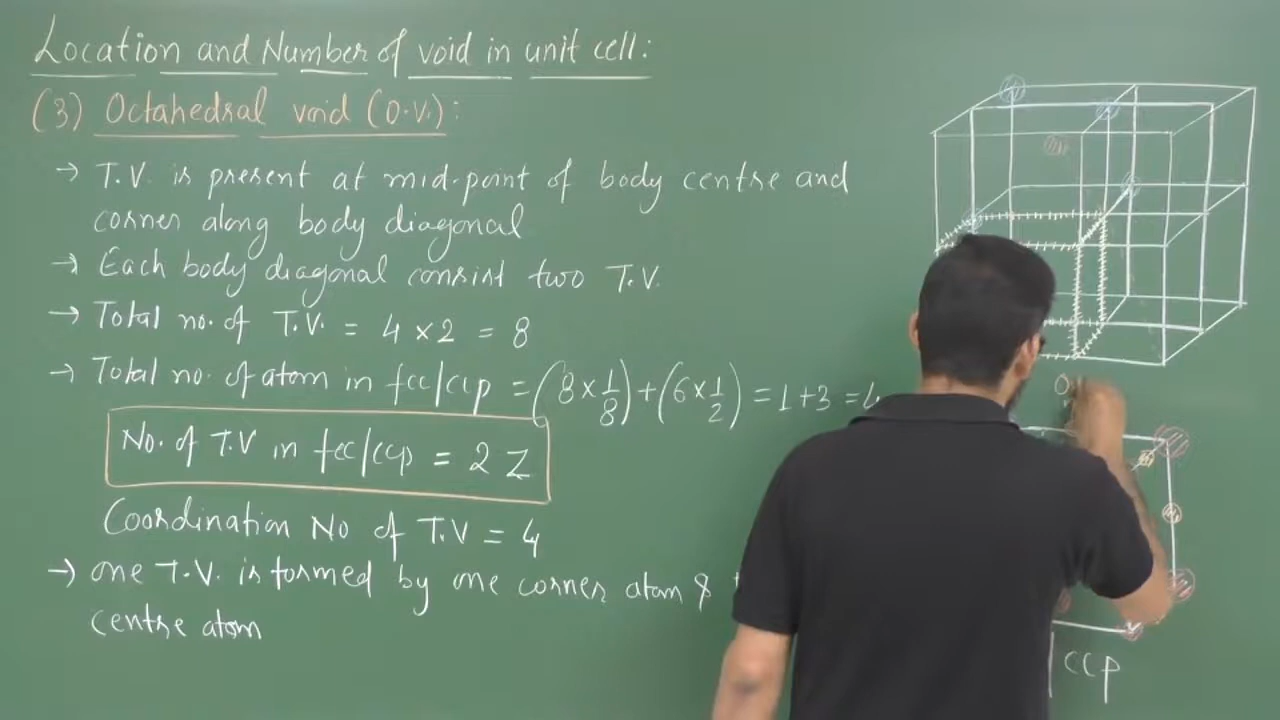 Location and Number of void in unit cell:
(3) Octahedral void (O.V.):
→ T.V. is present at mid-point of body centre and
corner along body diagonal
→ Each body diagonal consist two T.V.
→ Total no. of T.V. = 4 × 2 = 8
→ Total no. of atom in fcc/ccp = (8 × 1/8) + (6 × 1/2) = 1 + 3 = 4
No. of T.V in fcc/ccp = 2 Z
Coordination No of T.V = 4
→ one T.V. is formed by one corner atom &
centre atom
CCP